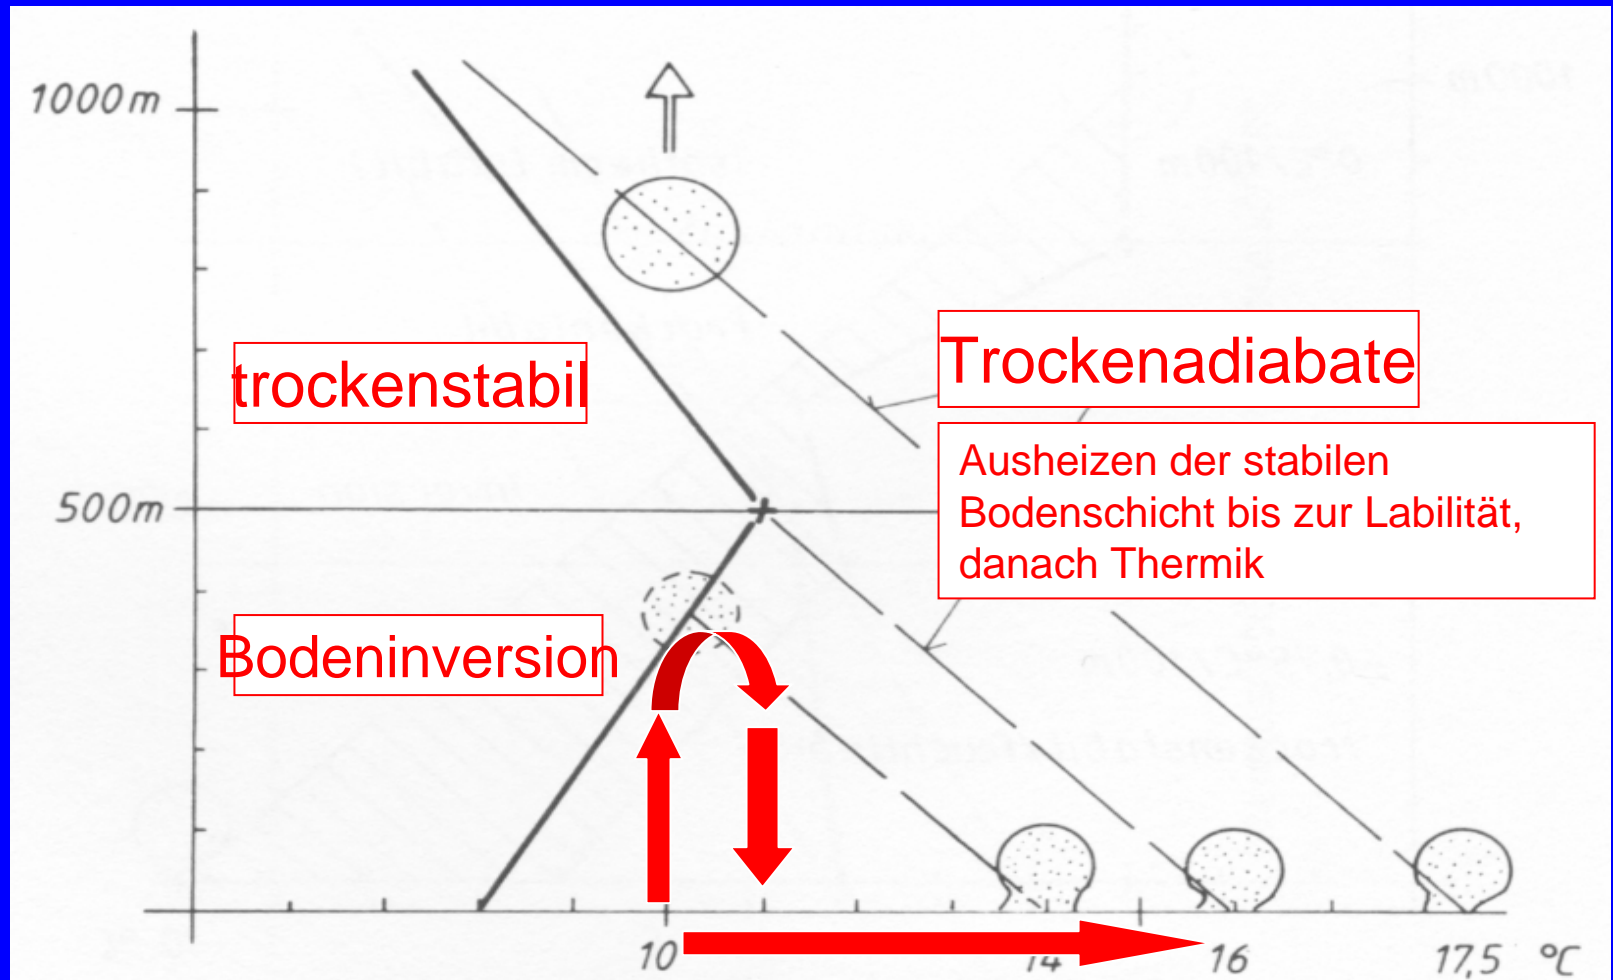 1000m
trockenstabil
Trockenadiabate
Ausheizen der stabilen
Bodenschicht bis zur Labilität,
danach Thermik
500m
Bodeninversion
10 14 16 17,5 °C